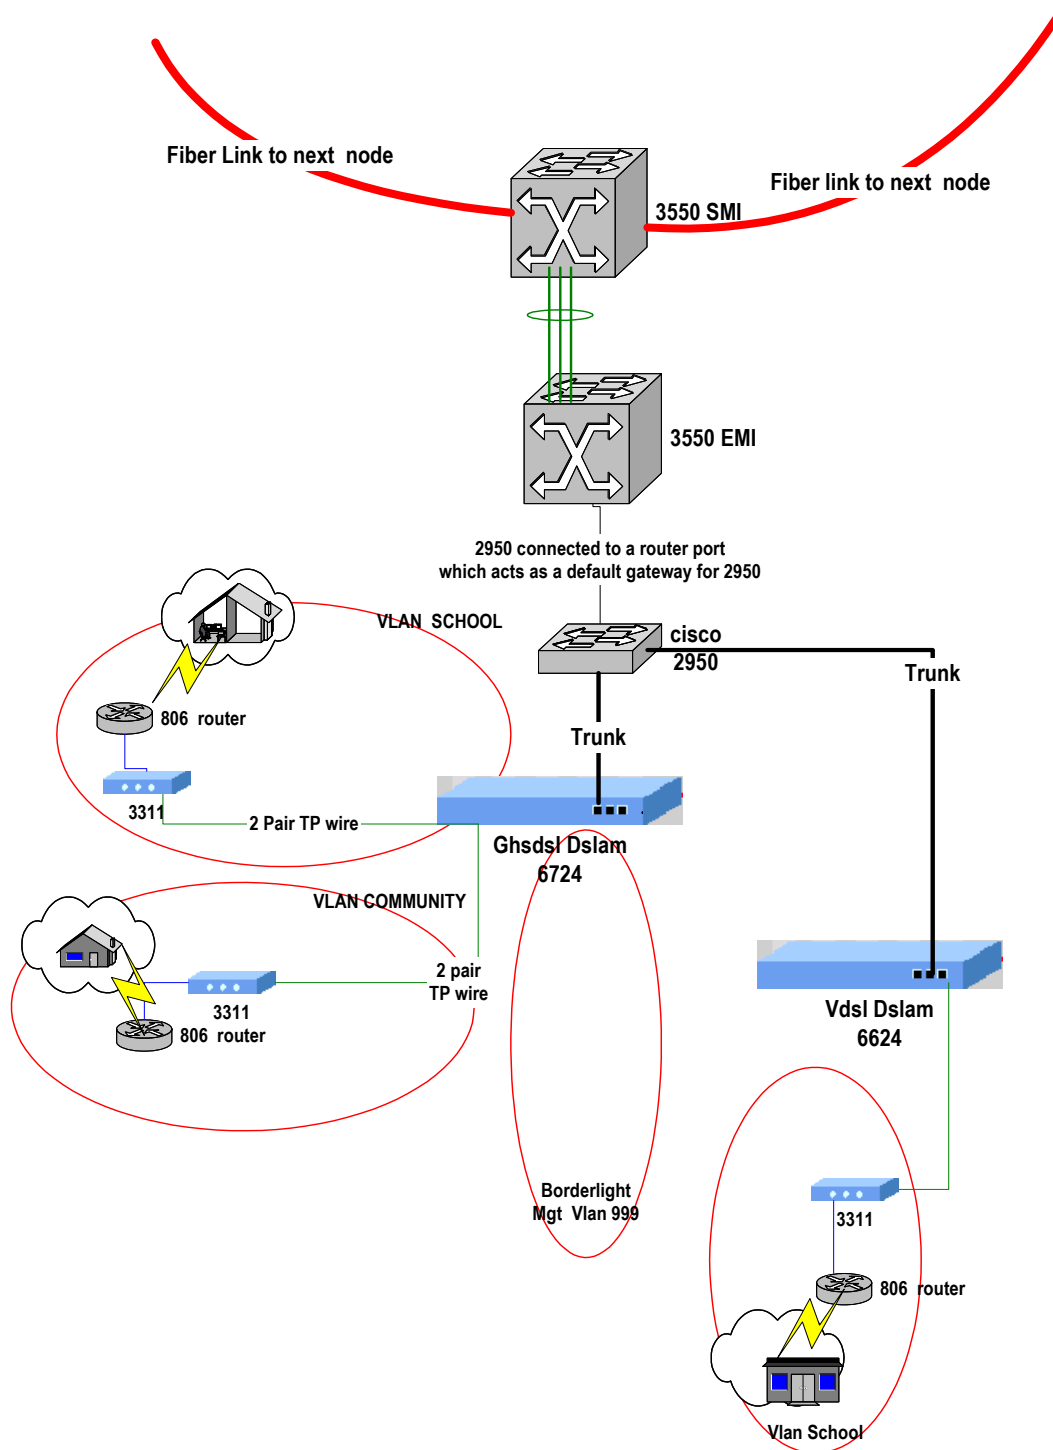 Fiber Link to next  node
Fiber link to next  node
3550 SMI
3550 EMI
2950 connected to a router port
which acts as a default gateway for 2950
cisco
2950
Trunk
VLAN  SCHOOL
806  router
3311
2 Pair TP wire
Trunk
Ghsdsl Dslam
6724
VLAN COMMUNITY
2 pair
TP wire
3311
806  router
Vdsl Dslam
6624
Borderlight
Mgt  Vlan 999
3311
806  router
Vlan School